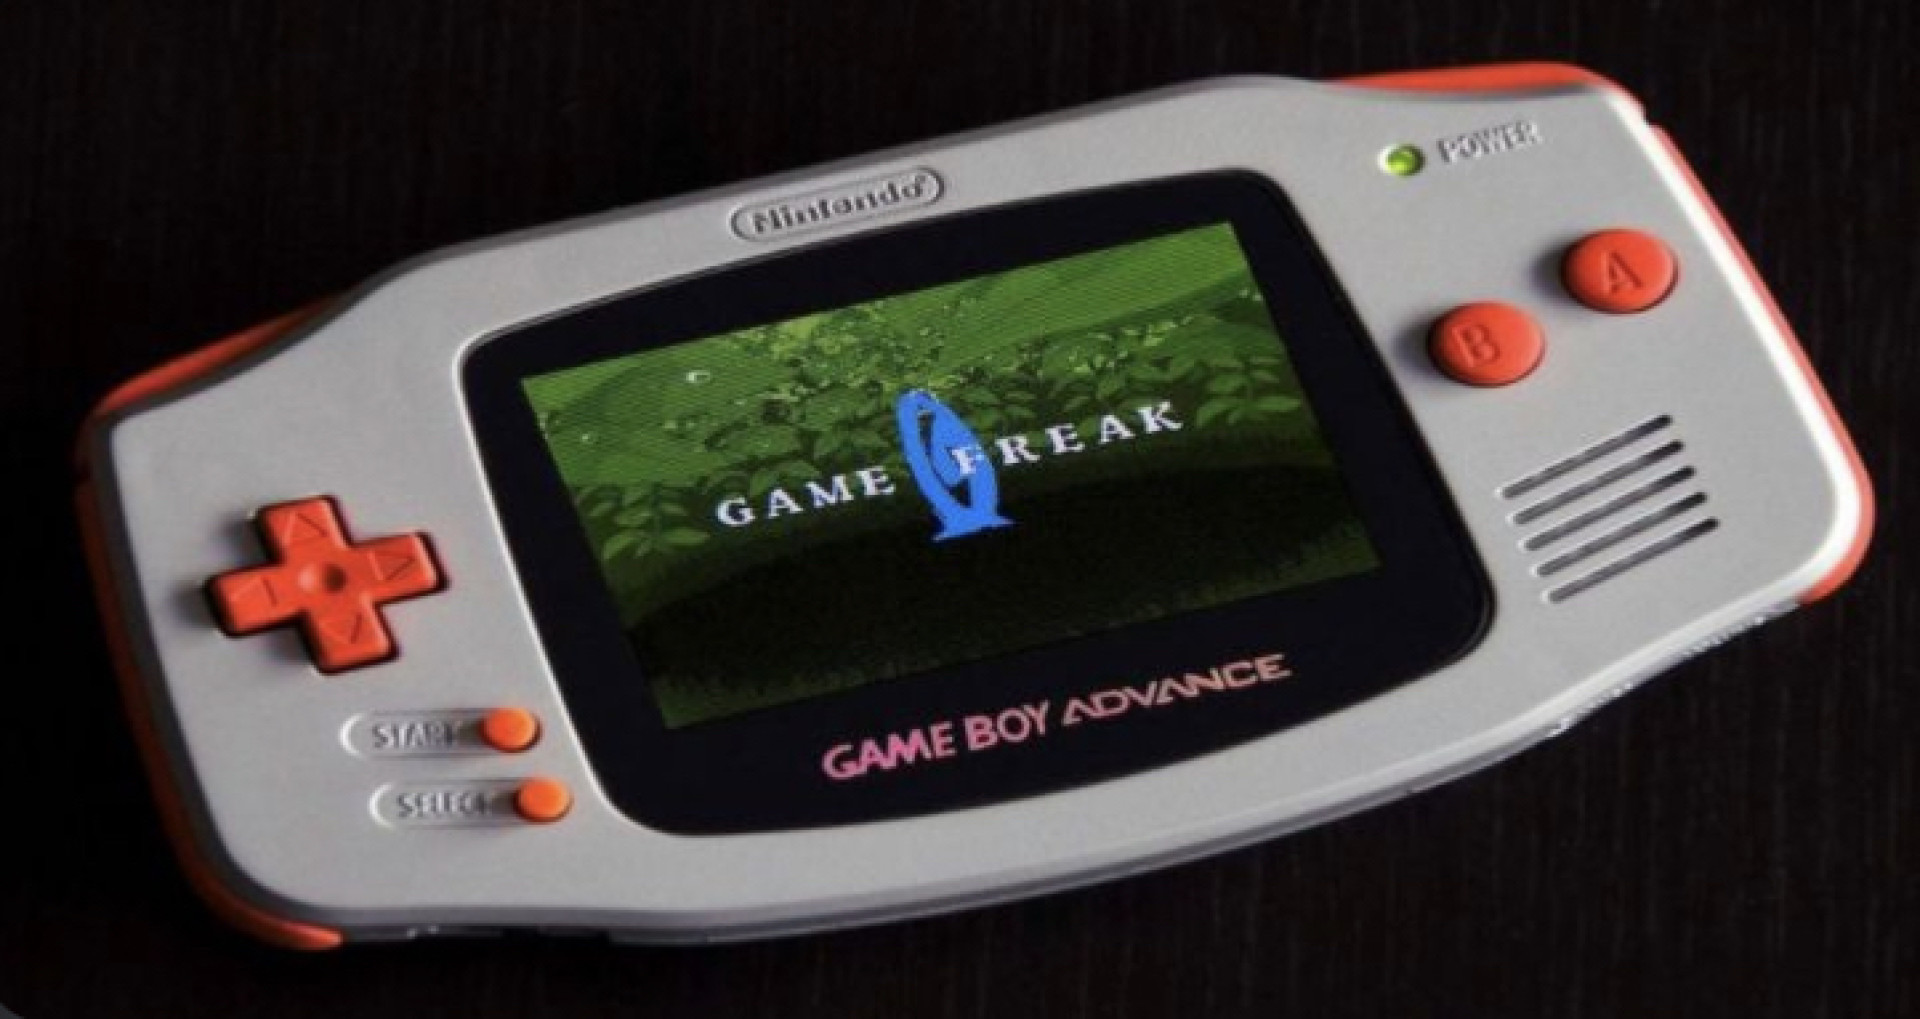 Nintendo®
POWER
A
B
GAME FREAK
START
SELECT
GAME BOY ADVANCE